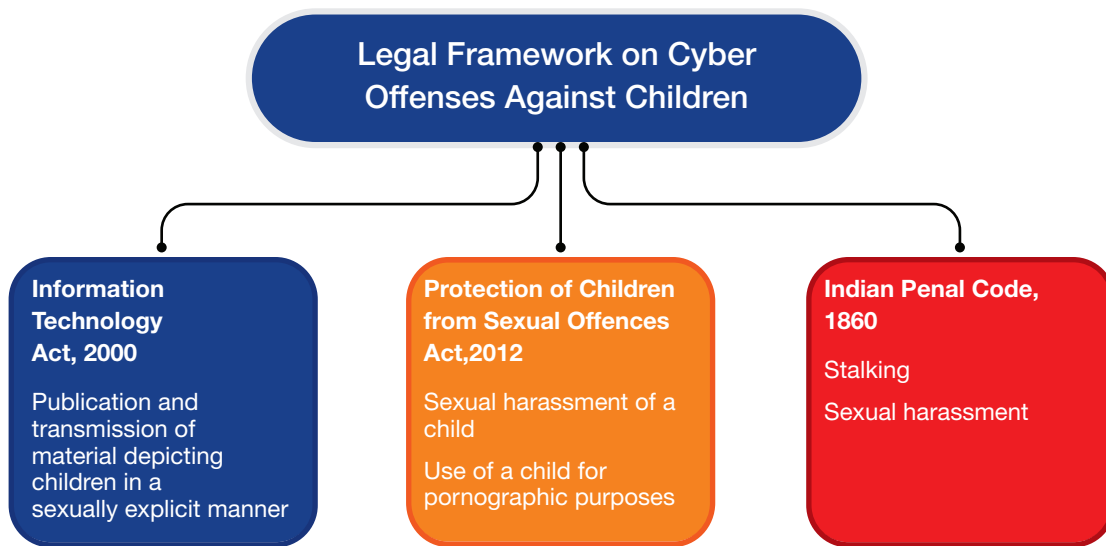 Legal Framework on Cyber
Offenses Against Children
Information
Technology
Act, 2000
Publication and
transmission of
material depicting
children in a
sexually explicit manner
Protection of Children
from Sexual Offences
Act,2012
Sexual harassment of a
child
Use of a child for
pornographic purposes
Indian Penal Code,
1860
Stalking
Sexual harassment